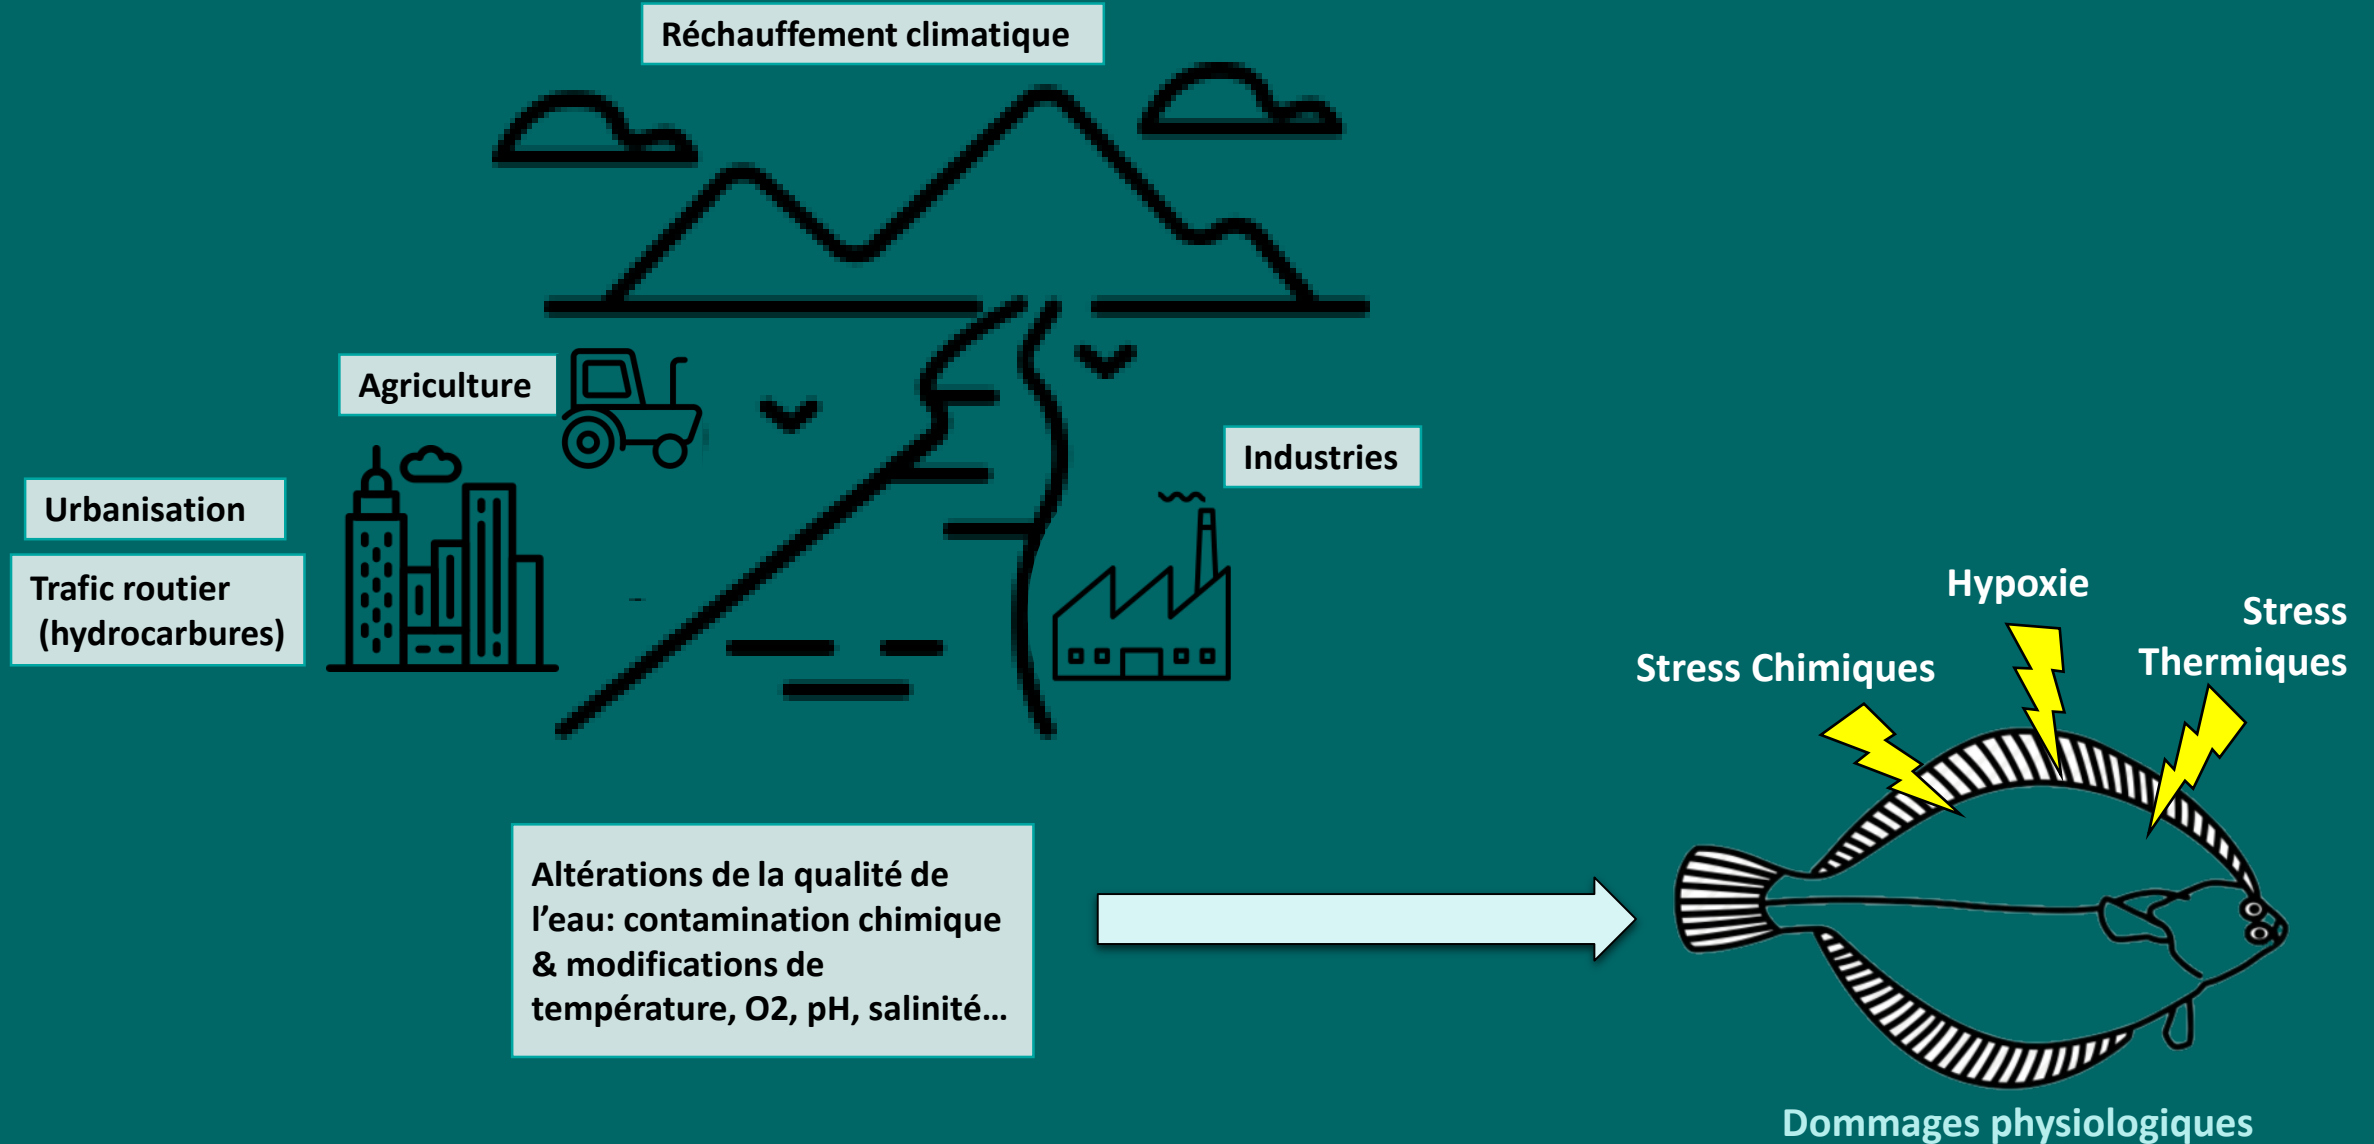 Réchauffement climatique
Agriculture
Industries
Urbanisation
Trafic routier
(hydrocarbures)
Hypoxie
Stress
Thermiques
Stress Chimiques
Altérations de la qualité de
l’eau: contamination chimique
& modifications de
température, O2, pH, salinité…
Dommages physiologiques